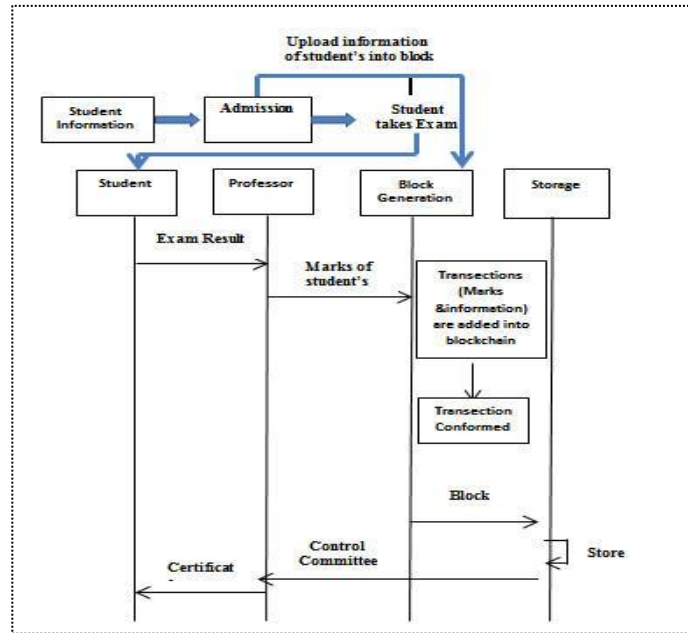 Upload information
of student's into block
Student
Information
Admission
Student
takes Exam
Student
Professor
Block
Generation
Storage
Exam Result
Marks of
student's
Transections
(Marks
&information)
are added into
blockchain
Transection
Conformed
Block
Store
Control
Committee
Certificat